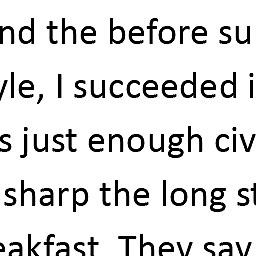 nd the before su
yle, I succeeded i
s just enough civ
sharp the long st
eakfast. They say